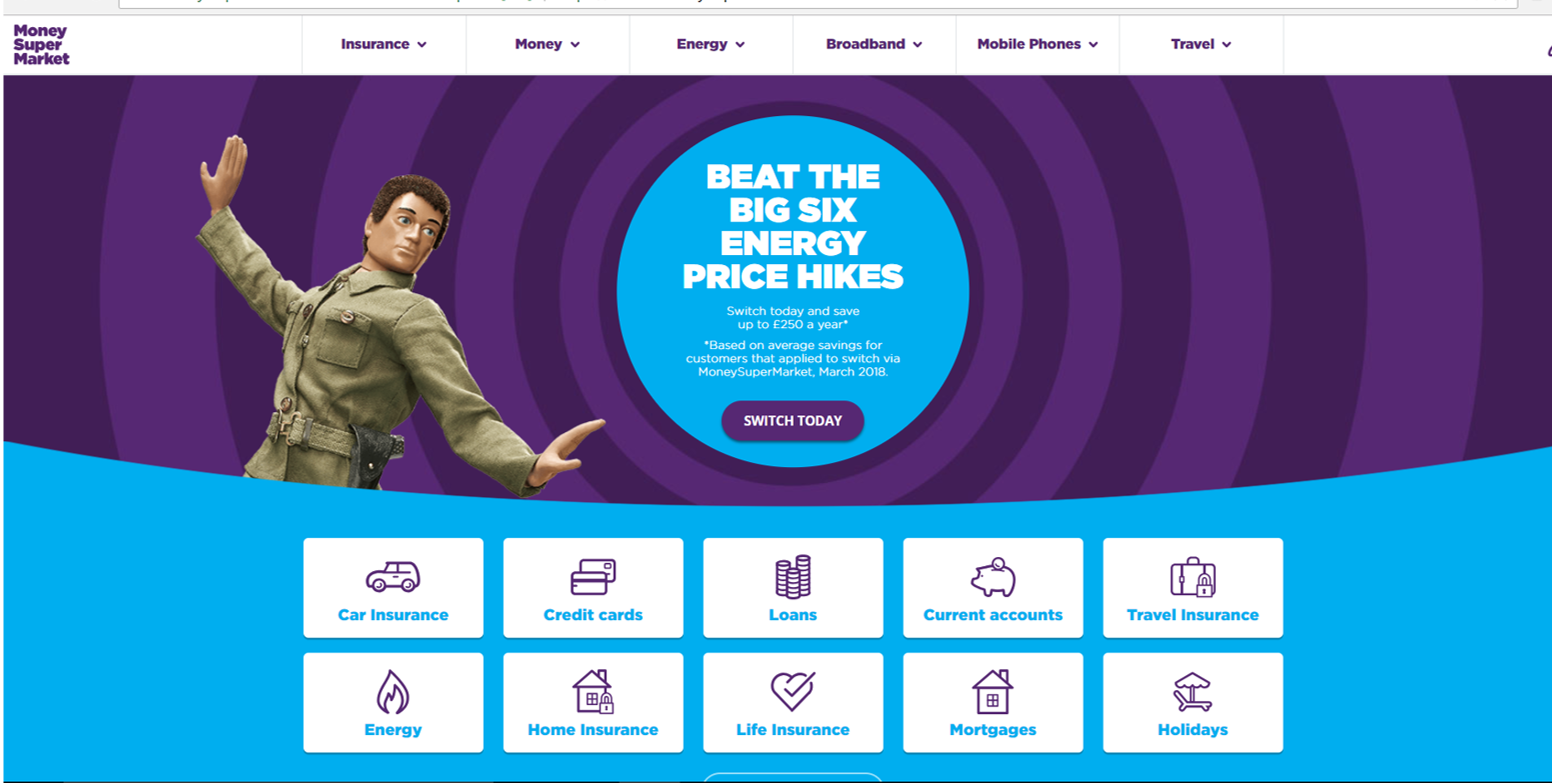 Money
Super
Market
Insurance
Money
Energy
Broadband
Mobile Phones
Travel
BEAT THE
BIG SIX
ENERGY
PRICE HIKES
Switch today and save
up to £250 a year*
*Based on average savings for
customers that applied to switch via
MoneySuperMarket, March 2018.
SWITCH TODAY
Car Insurance
Credit cards
Loans
Current accounts
Travel Insurance
Energy
Home Insurance
Life Insurance
Mortgages
Holidays